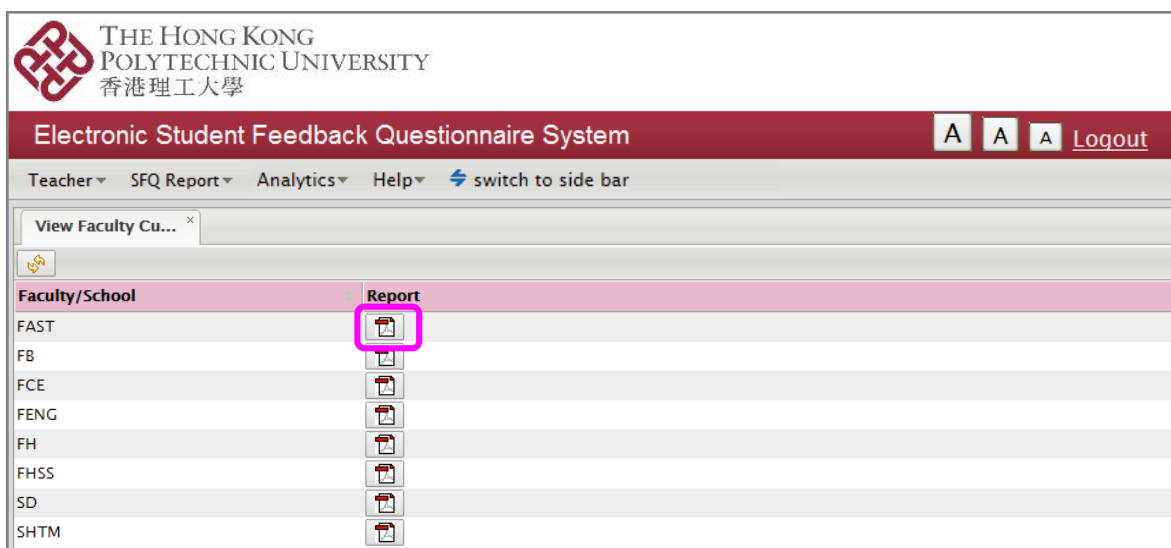 THE HONG KONG
POLYTECHNIC UNIVERSITY
香港理工大學
Electronic Student Feedback Questionnaire System
A A A Logout
Teacher SFQ Report Analytics Help switch to side bar
View Faculty Cu... ×
Faculty/School Report
FAST
FB
FCE
FENG
FH
FHSS
SD
SHTM